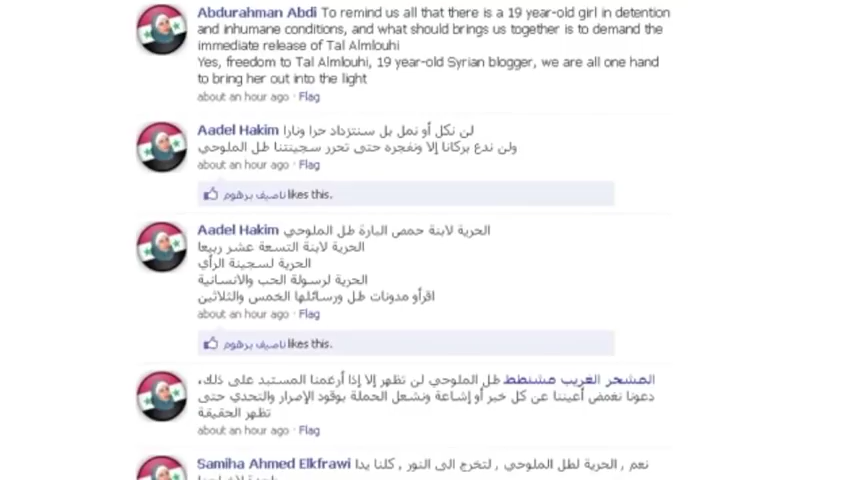 Abdurahman Abdi To remind us all that there is a 19 year-old girl in detention
and inhumane conditions, and what should brings us together is to demand the
immediate release of Tal Almlouhi
Yes, freedom to Tal Almlouhi, 19 year-old Syrian blogger, we are all one hand
to bring her out into the light
about an hour ago · Flag
Aadel Hakim لن نكل أو نمل بل سنتزداد حرا ونارا
ولن ندع بركانا إلا ونفجره حتى تحرر سجينتنا طل الملوحي
about an hour ago · Flag
ناصيف برهوم likes this.
Aadel Hakim الحرية لابنة حمص البارة طل الملوحي
الحرية لابنة التسعة عشر ربيعا
الحرية لسجينة الرأي
الحرية لرسولة الحب والانسانية
اقرأو مدونات طل ورسائلها الخمس والثلاثين
about an hour ago · Flag
ناصيف برهوم likes this.
المشخر الغريب مشنطط طل الملوحي لن تظهر إلا إذا أرغمنا المستبد على ذلك،
دعونا نغمض أعيننا عن كل خبر أو إشاعة ونشعل الحملة بوقود الإصرار والتحدي حتى
تظهر الحقيقة
about an hour ago · Flag
Samiha Ahmed Elkfrawi نعم , الحرية لطل الملوحي , لتخرج الى النور , كلنا يدا